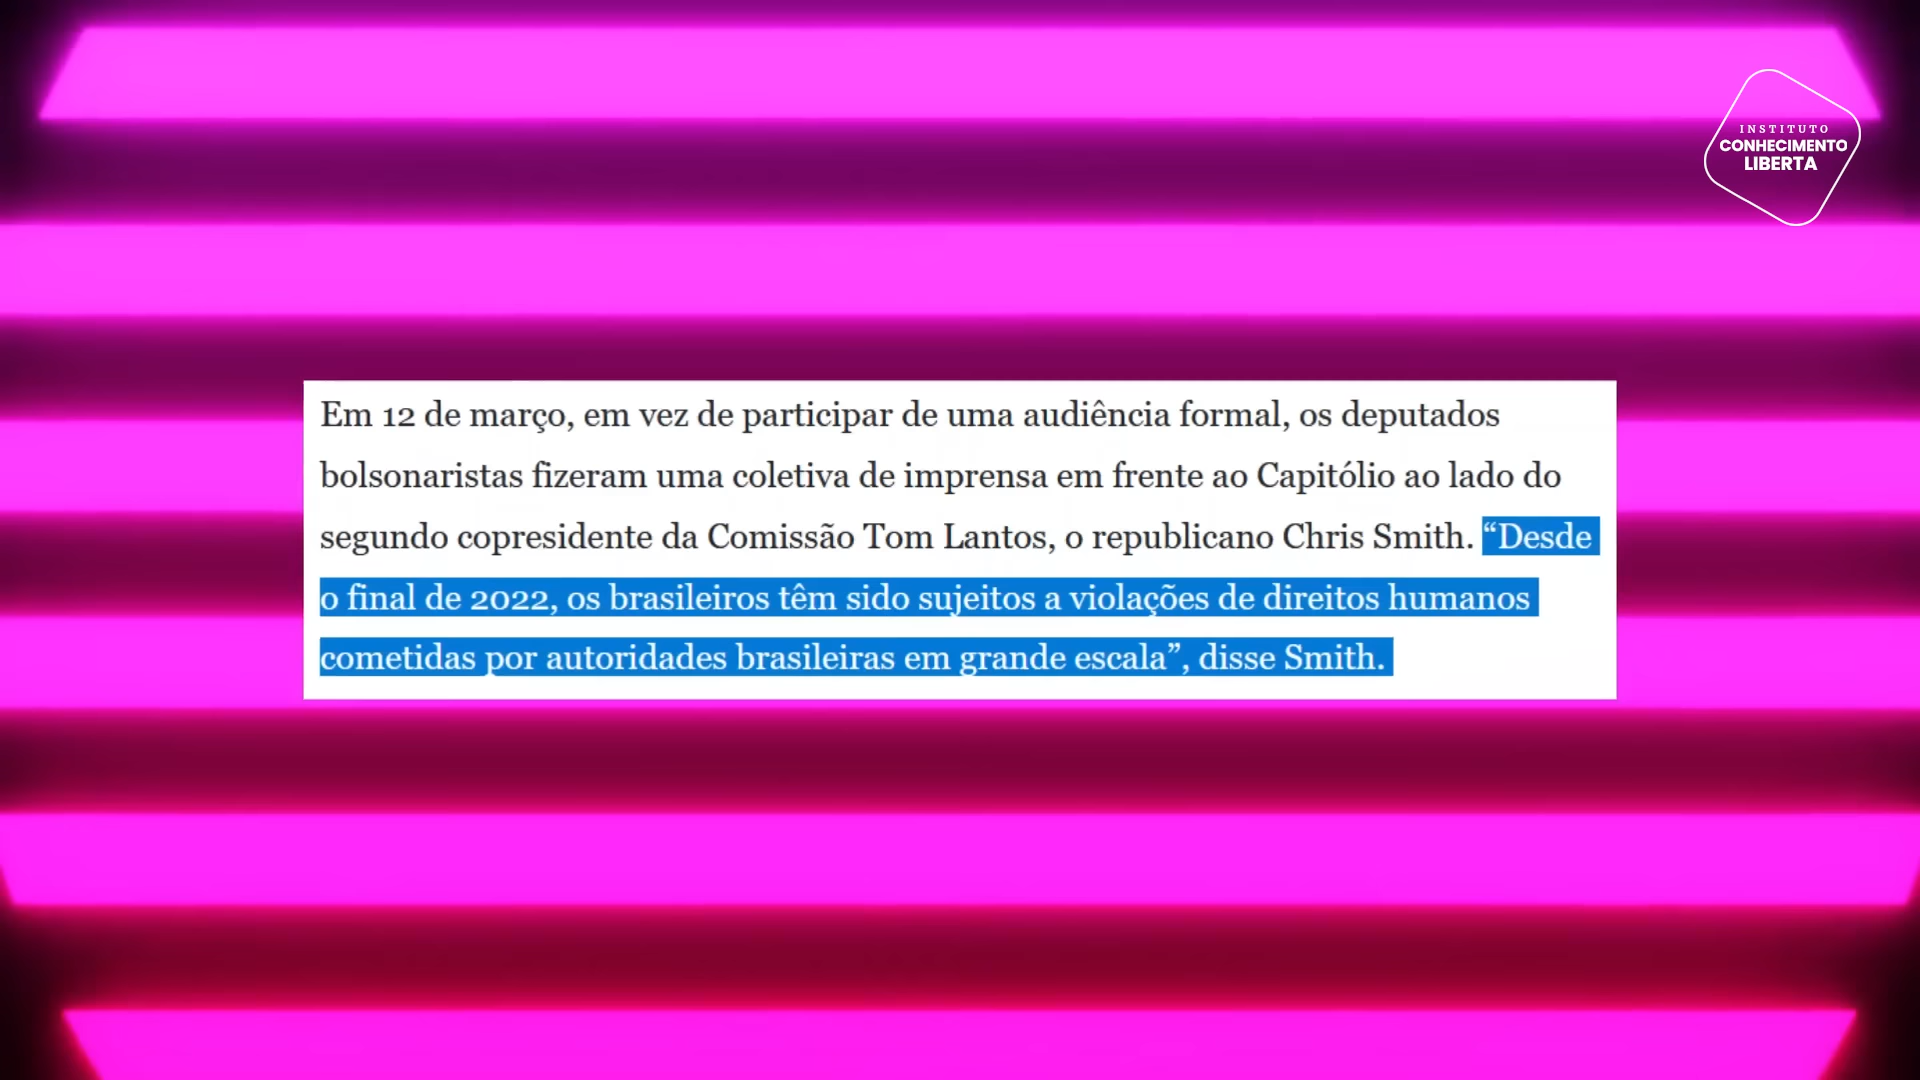 INSTITUTO
CONHECIMENTO
LIBERTA
Em 12 de março, em vez de participar de uma audiência formal, os deputados
bolsonaristas fizeram uma coletiva de imprensa em frente ao Capitólio ao lado do
segundo copresidente da Comissão Tom Lantos, o republicano Chris Smith. “Desde
o final de 2022, os brasileiros têm sido sujeitos a violações de direitos humanos
cometidas por autoridades brasileiras em grande escala”, disse Smith.